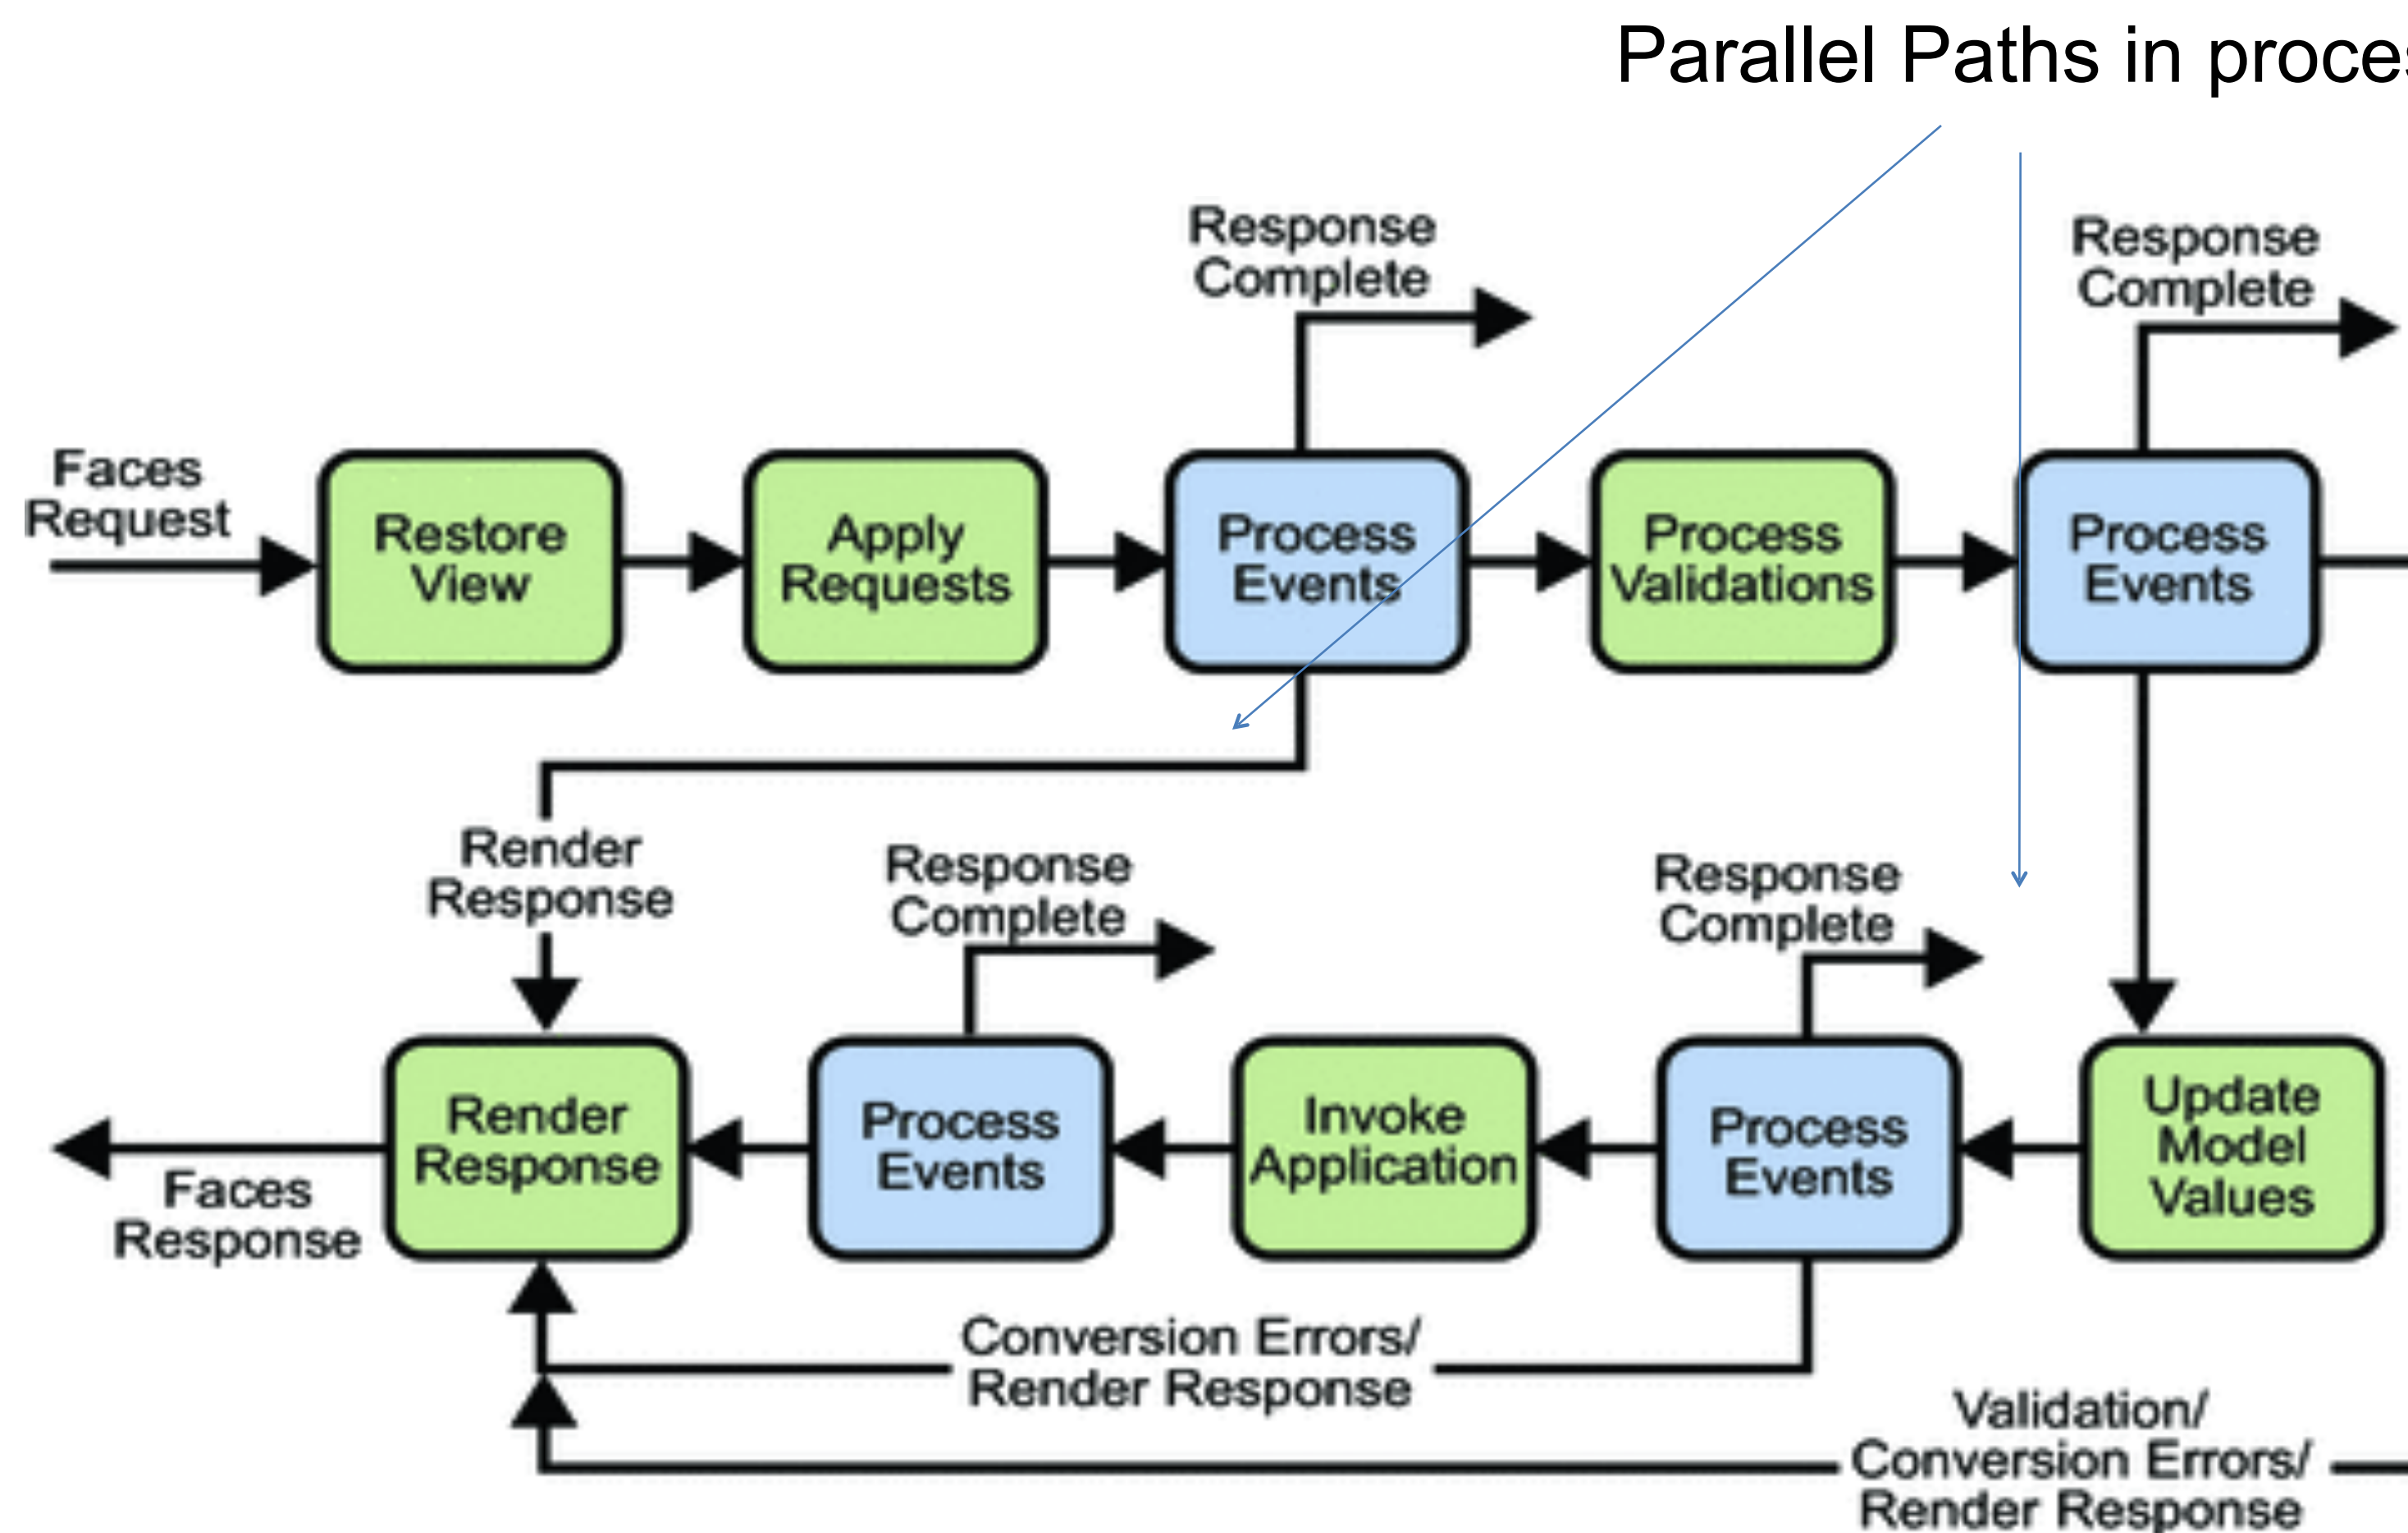 Parallel Paths in
Response
Complete
Response
Complete
Faces
Request
Restore
View
Apply
Requests
Process
Events
Process
Validations
Process
Events
Render
Response
Response
Complete
Response
Complete
Render
Response
Process
Events
Invoke
Application
Process
Events
Update
Model
Values
Faces
Response
Conversion Errors/
Render Response
Validation/
Conversion Errors/
Render Response